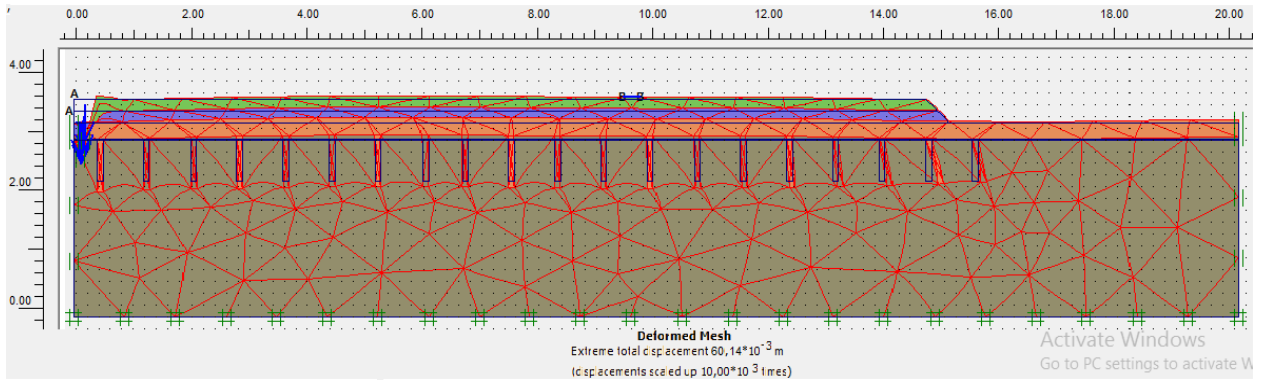 0.00 2.00 4.00 6.00 8.00 10.00 12.00 14.00 16.00 18.00 20.00
4.00
A
B B
A
2.00
0.00
Deformed Mesh
Extreme total displacement 60,14*10-3 m
(displacements scaled up 10,00*10 3 times)
Activate Windows
Go to PC settings to activate W